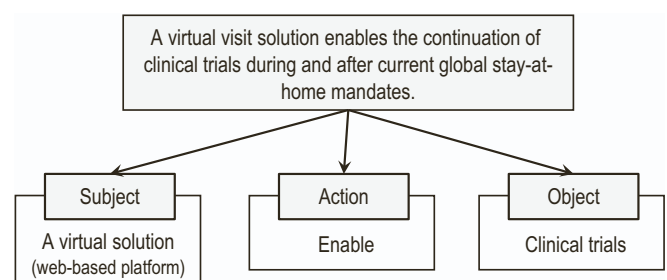 A virtual visit solution enables the continuation of
clinical trials during and after current global stay-at-
home mandates.
Subject
Action
Object
A virtual solution
(web-based platform)
Enable
Clinical trials